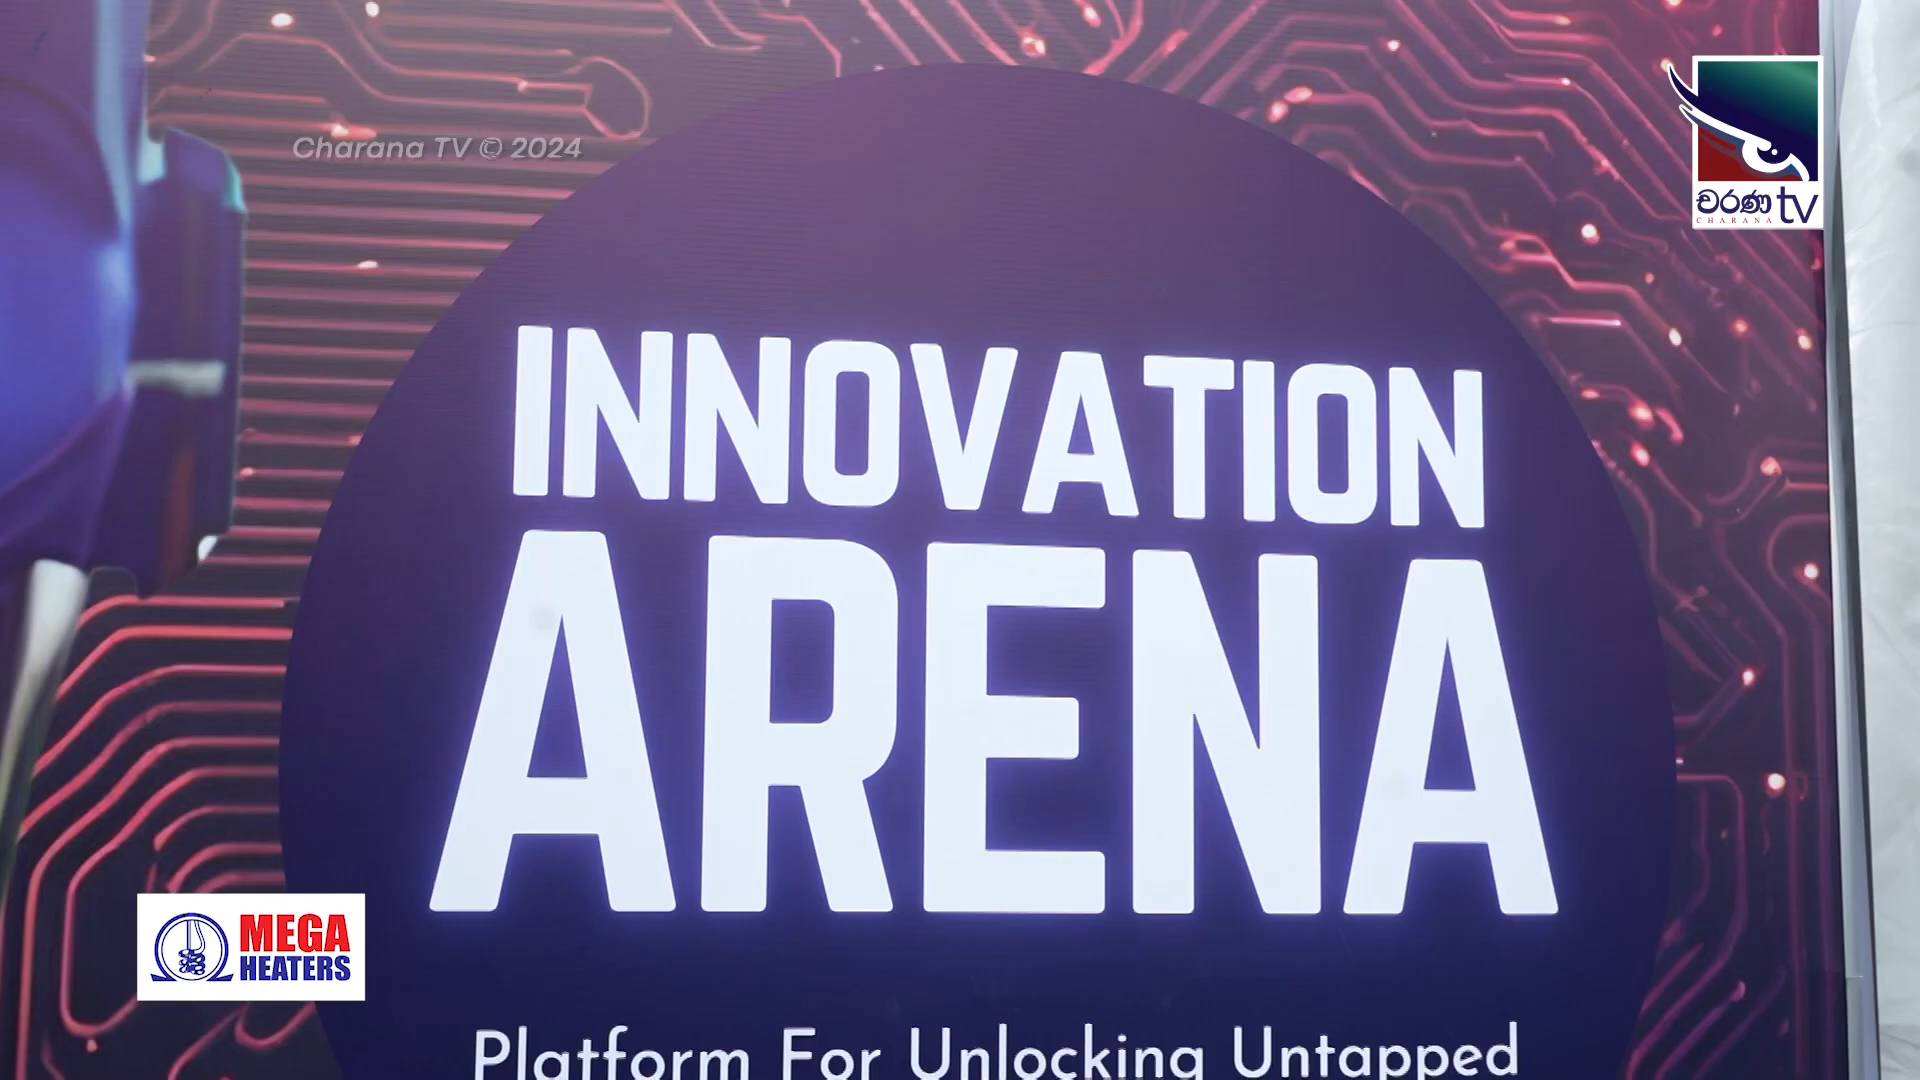 Charana TV © 2024
චරණ tv
CHARANA
INNOVATION
ARENA
MEGA
HEATERS
Platform For Unlocking Untapped